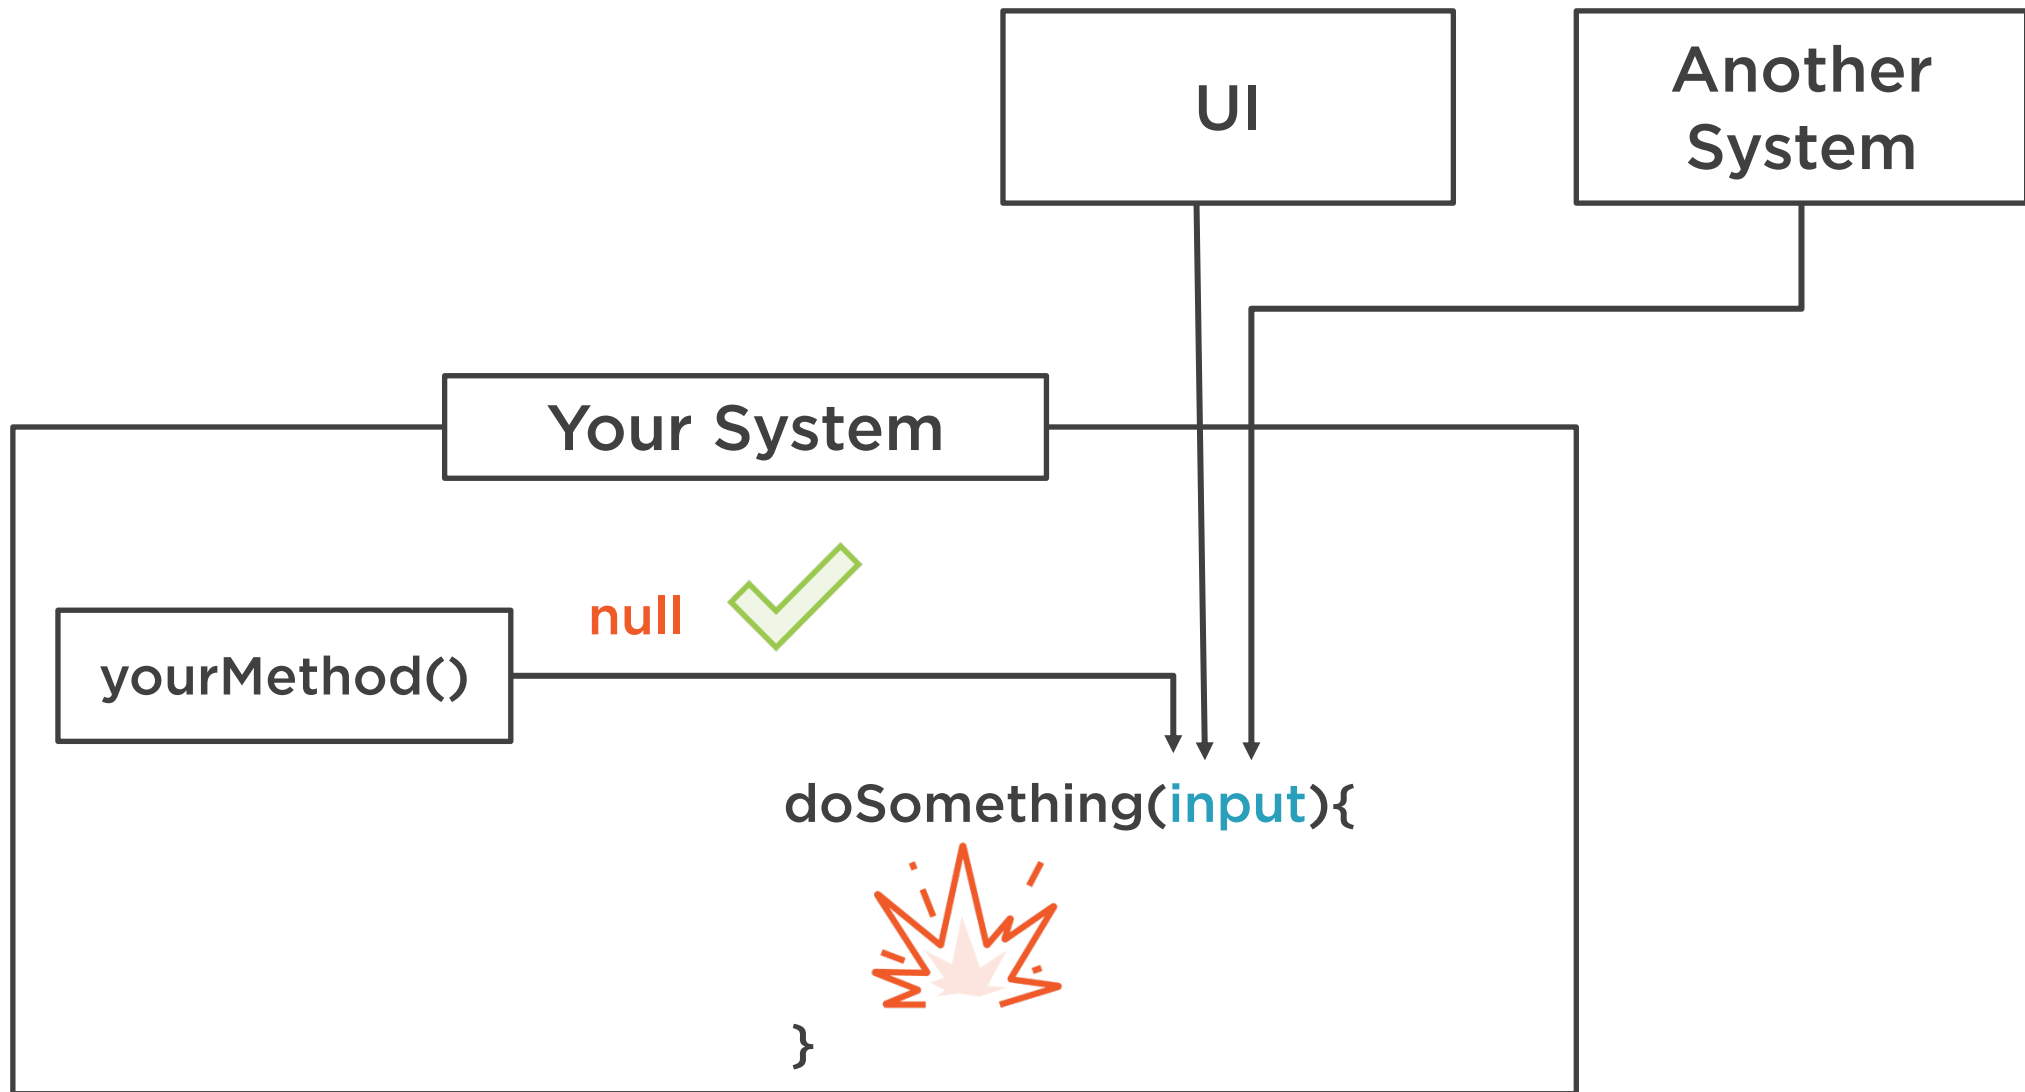 UI
Another
System
Your System
null
yourMethod()
doSomething(input){
}